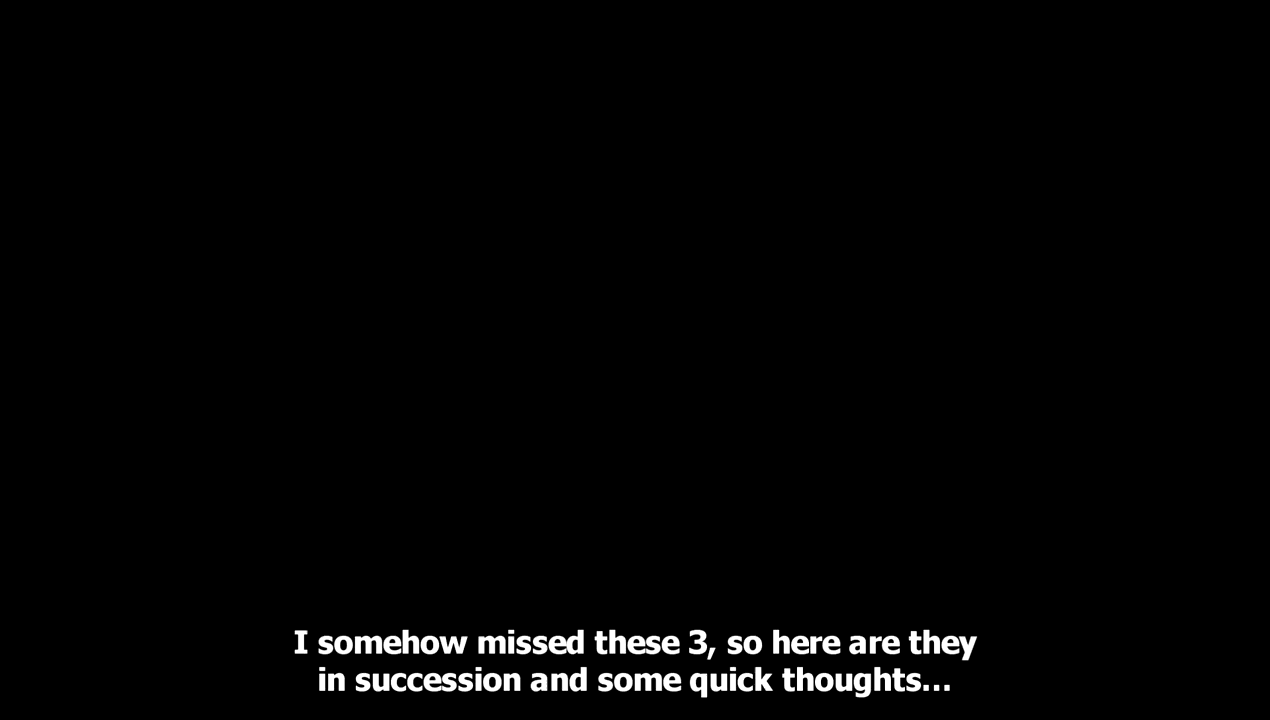 I somehow missed these 3, so here are they
in succession and some quick thoughts...